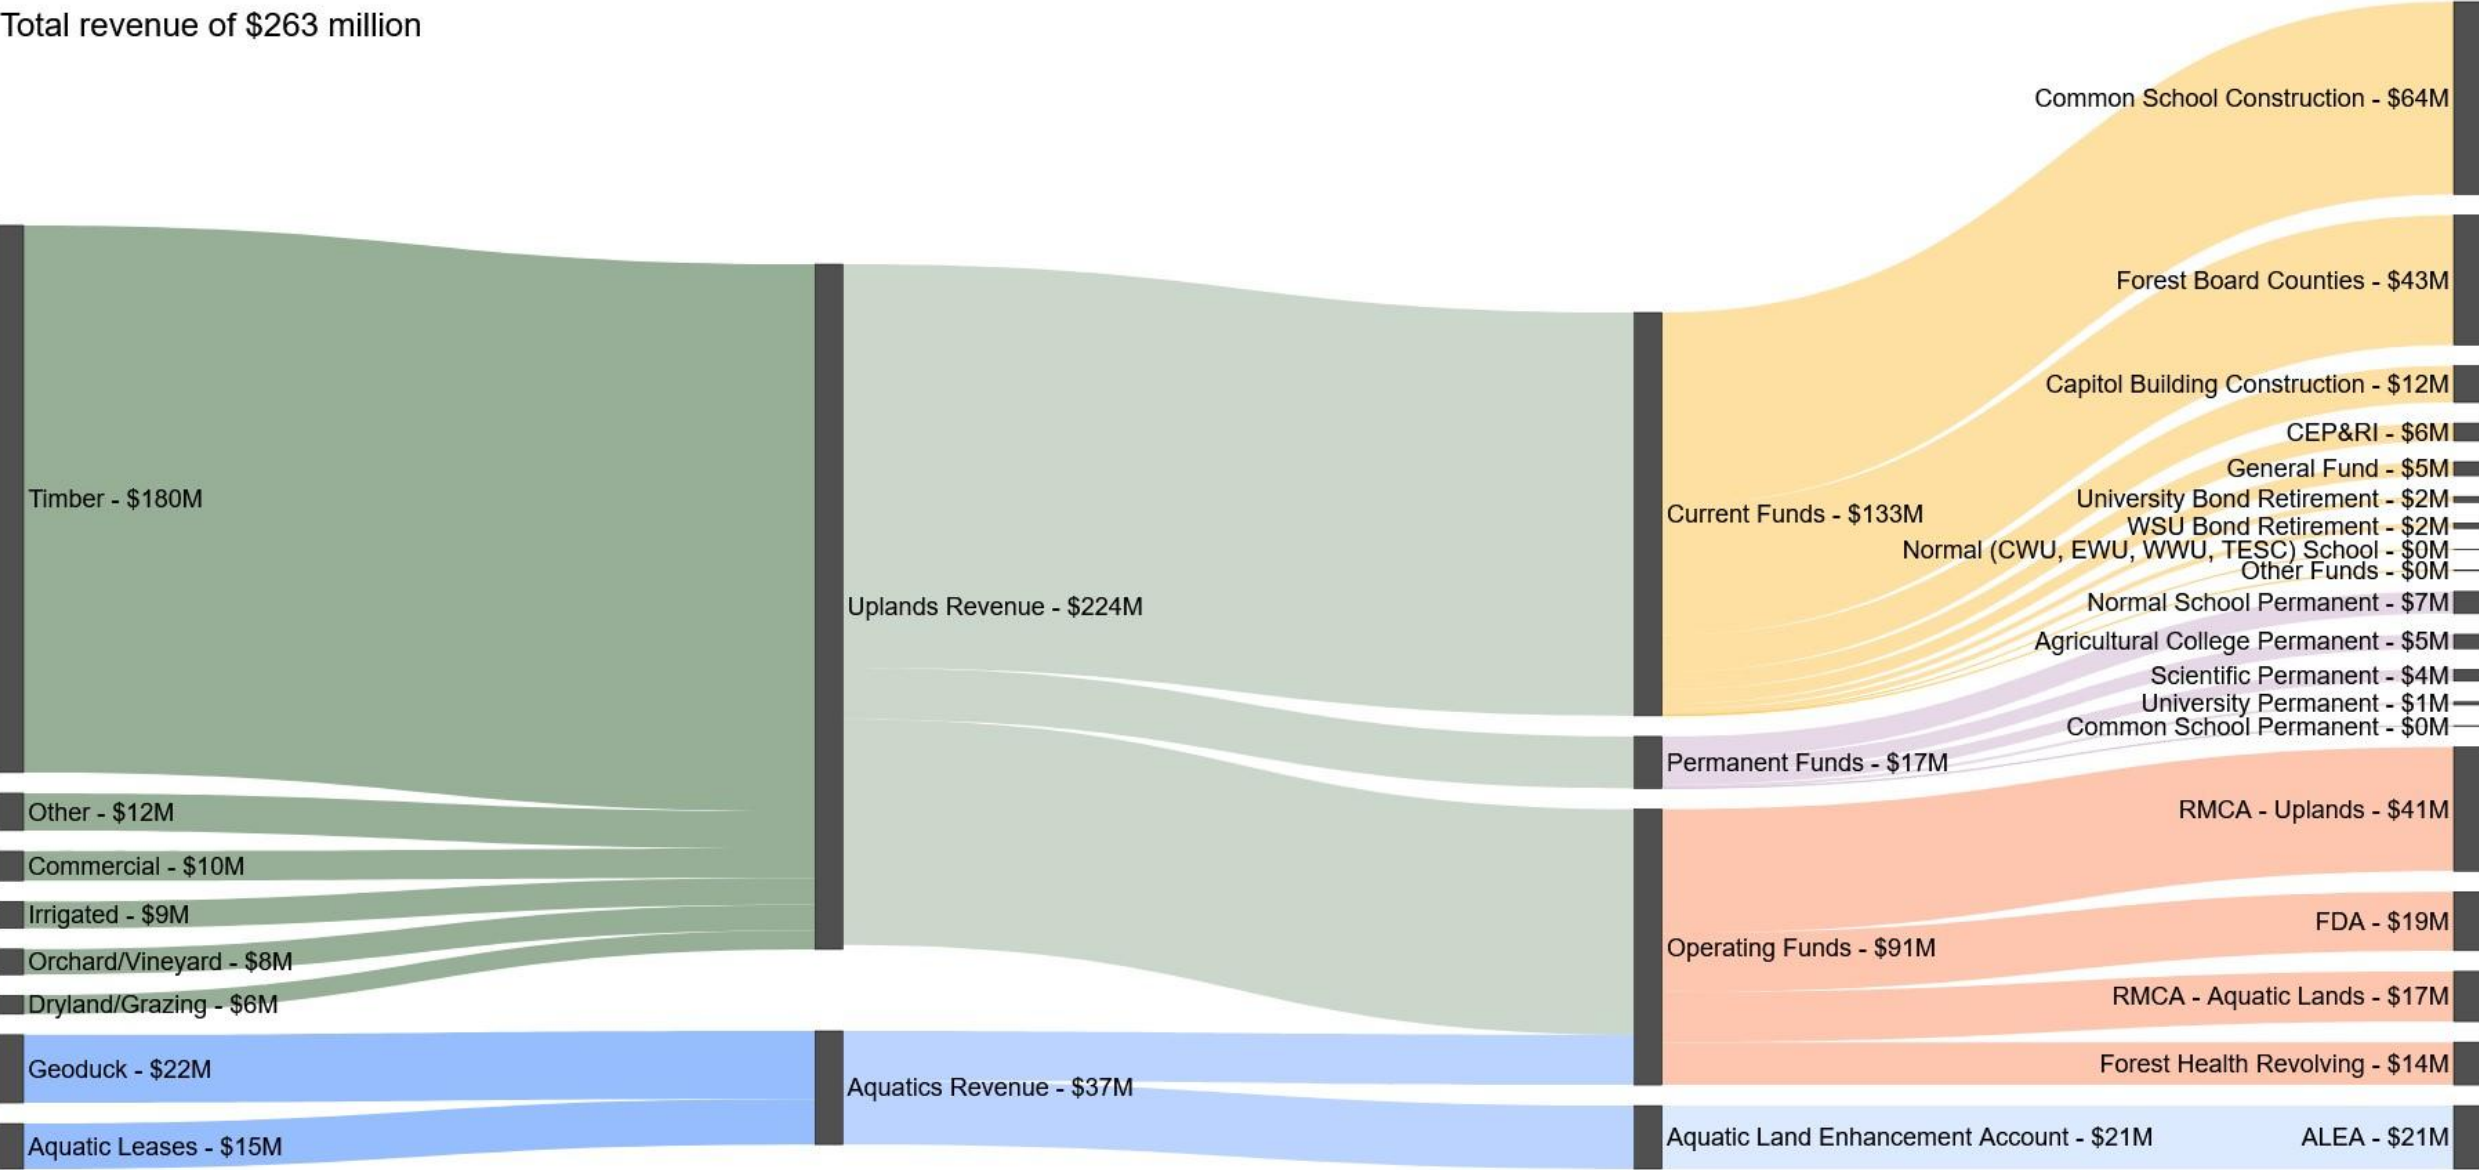 Total revenue of $263 million
Timber - $180M
Other - $12M
Commercial - $10M
Irrigated - $9M
Orchard/Vineyard - $8M
Dryland/Grazing - $6M
Geoduck - $22M
Aquatic Leases - $15M
Uplands Revenue - $224M
Aquatics Revenue - $37M
Current Funds - $133M
Permanent Funds - $17M
Operating Funds - $91M
Aquatic Land Enhancement Account - $21M
Common School Construction - $64M
Forest Board Counties - $43M
Capitol Building Construction - $12M
CEP&RI - $6M
General Fund - $5M
University Bond Retirement - $2M
WSU Bond Retirement - $2M
Normal (CWU, EWU, WWU, TESC) School - $0M
Other Funds - $0M
Normal School Permanent - $7M
Agricultural College Permanent - $5M
Scientific Permanent - $4M
University Permanent - $1M
Common School Permanent - $0M
RMCA - Uplands - $41M
FDA - $19M
RMCA - Aquatic Lands - $17M
Forest Health Revolving - $14M
ALEA - $21M